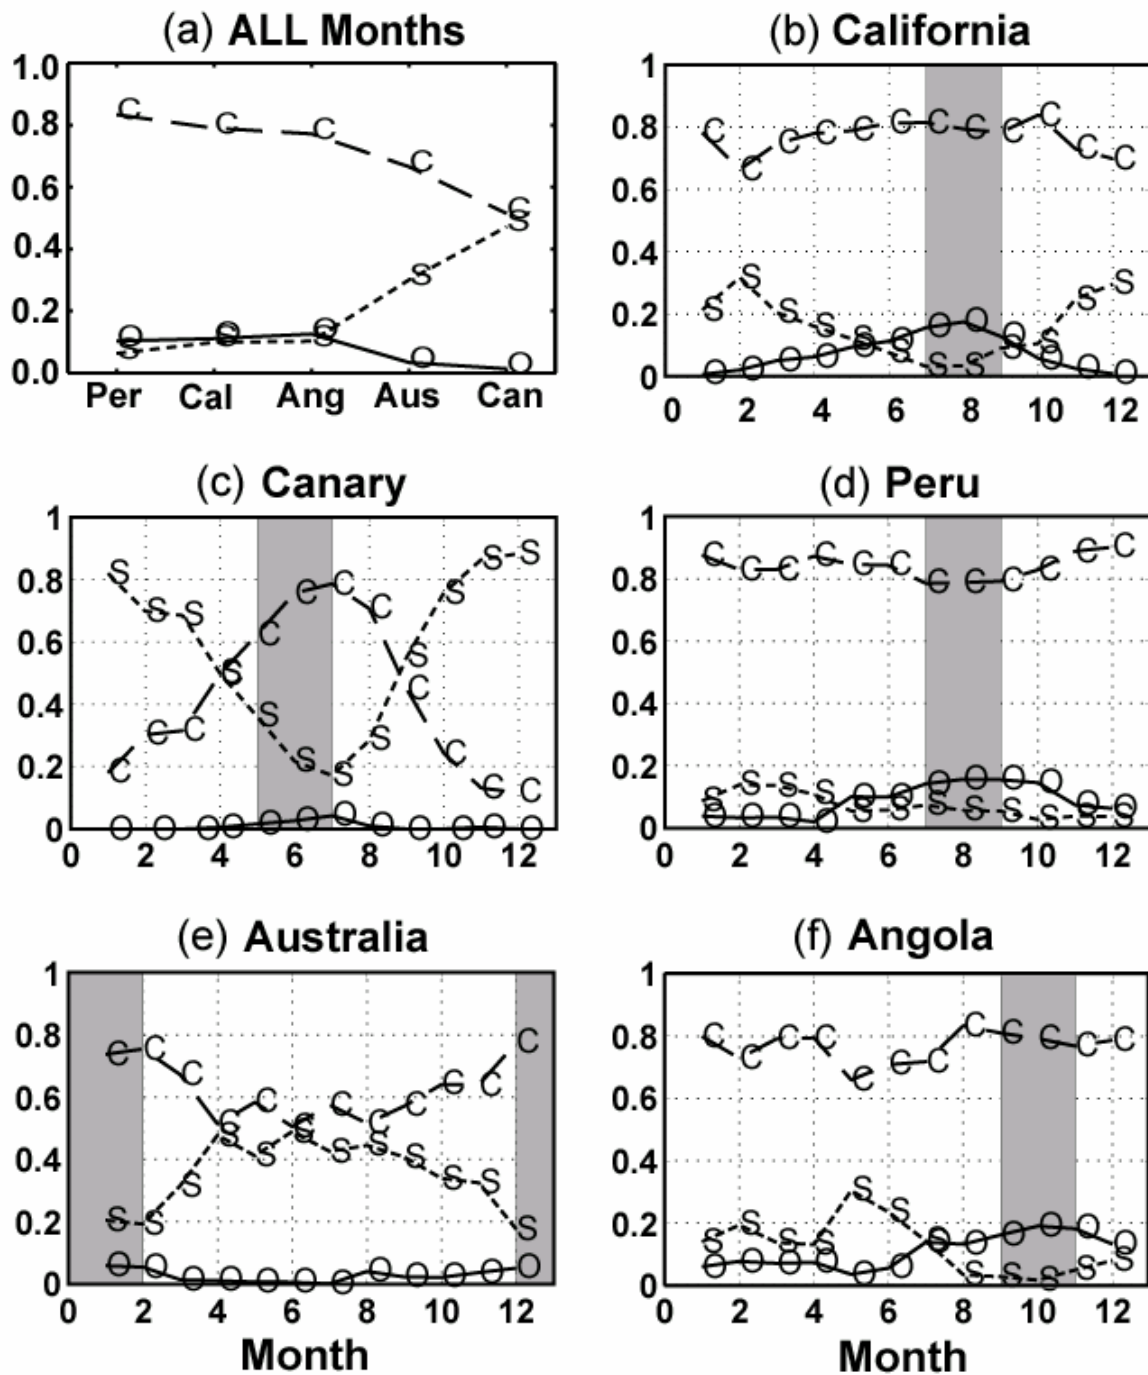 (a) ALL Months
1.0
0.8
0.6
0.4
0.2
0.0
C C C C C
S S S S S
O O O O O
Per Cal Ang Aus Can
(b) California
1
0.8
0.6
0.4
0.2
0
C C C C C C C C C C C C
S S S S S S S S S S S S
O O O O O O O O O O O O
0 2 4 6 8 10 12
(c) Canary
1
0.8
0.6
0.4
0.2
0
S S S S S S S S S S S S
C C C C C C C C C C C C
O O O O O O O O O O O O
0 2 4 6 8 10 12
(d) Peru
1
0.8
0.6
0.4
0.2
0
C C C C C C C C C C C C
S S S S S S S S S S S S
O O O O O O O O O O O O
0 2 4 6 8 10 12
(e) Australia
1
0.8
0.6
0.4
0.2
0
C C C C C C C C C C C C
S S S S S S S S S S S S
O O O O O O O O O O O O
0 2 4 6 8 10 12
Month
(f) Angola
1
0.8
0.6
0.4
0.2
0
C C C C C C C C C C C C
S S S S S S S S S S S S
O O O O O O O O O O O O
0 2 4 6 8 10 12
Month